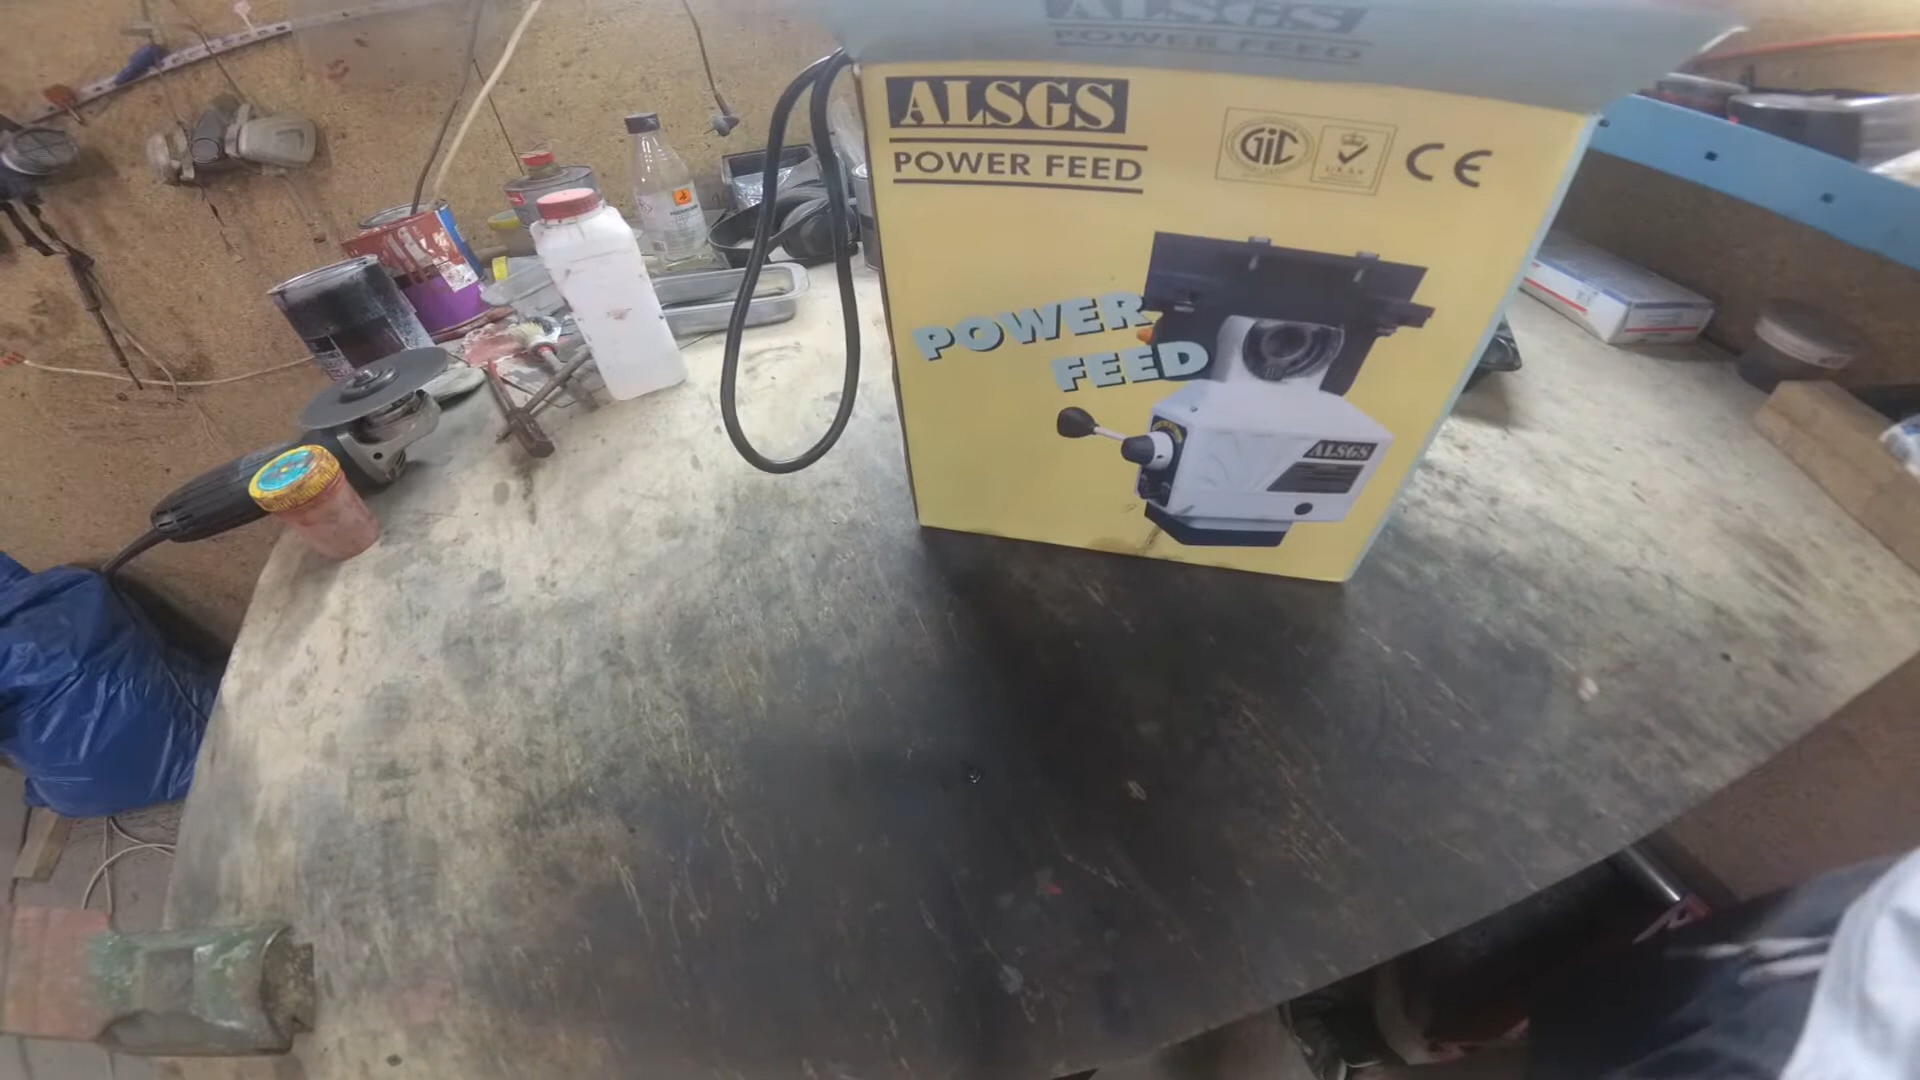 ALSGS
POWER FEED
ALSGS
POWER FEED
GiC
CE
POWER
FEED
ALSGS